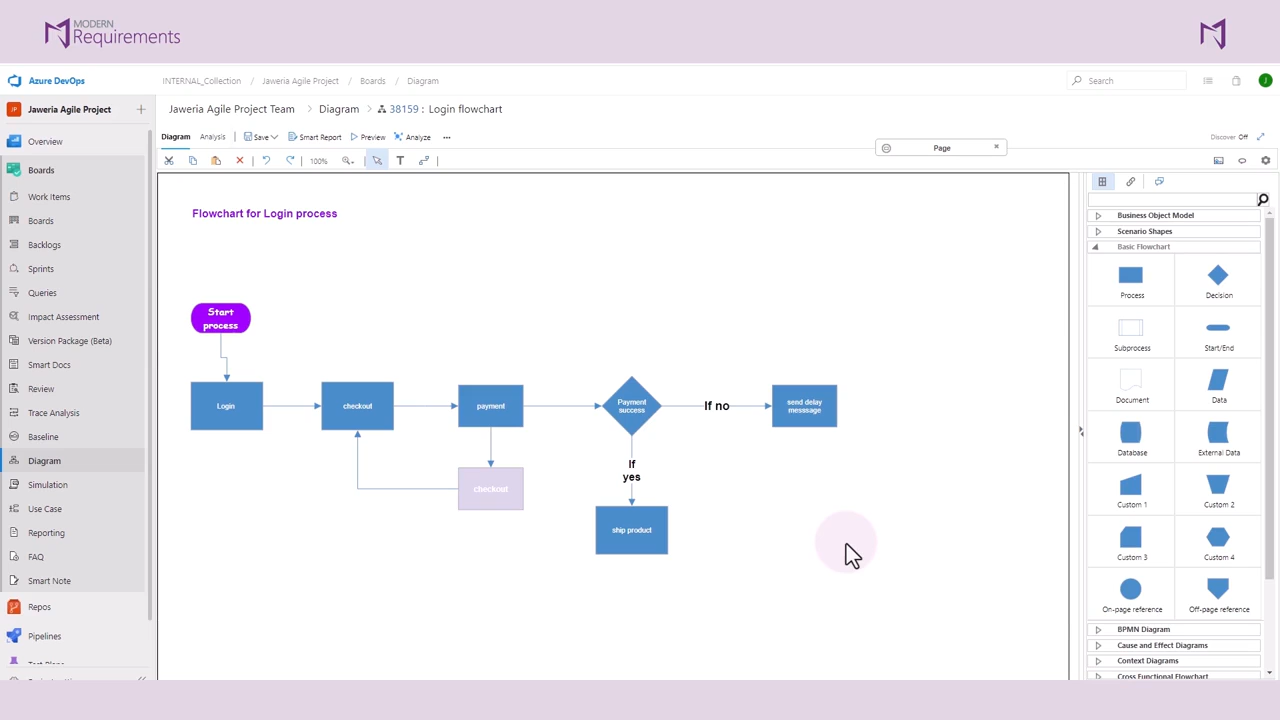 MODERN
Requirements
Azure DevOps
INTERNAL_Collection
Jaweria Agile Project
Boards
Diagram
Search
J
JP
Jaweria Agile Project
Jaweria Agile Project Team
Diagram
38159 : Login flowchart
Overview
Boards
Work Items
Boards
Backlogs
Sprints
Queries
Impact Assessment
Version Package (Beta)
Smart Docs
Review
Trace Analysis
Baseline
Diagram
Simulation
Use Case
Reporting
FAQ
Smart Note
Repos
Pipelines
Diagram
Analysis
Save
Smart Report
Preview
Analyze
Discover Off
100%
T
Page
Flowchart for Login process
Start
process
Login
checkout
payment
Payment
success
If no
send delay
messsage
checkout
If
yes
ship product
Business Object Model
Scenario Shapes
Basic Flowchart
Process
Decision
Subprocess
Start/End
Document
Data
Database
External Data
Custom 1
Custom 2
Custom 3
Custom 4
On-page reference
Off-page reference
BPMN Diagram
Cause and Effect Diagrams
Context Diagrams
Cross Functional Flowchart